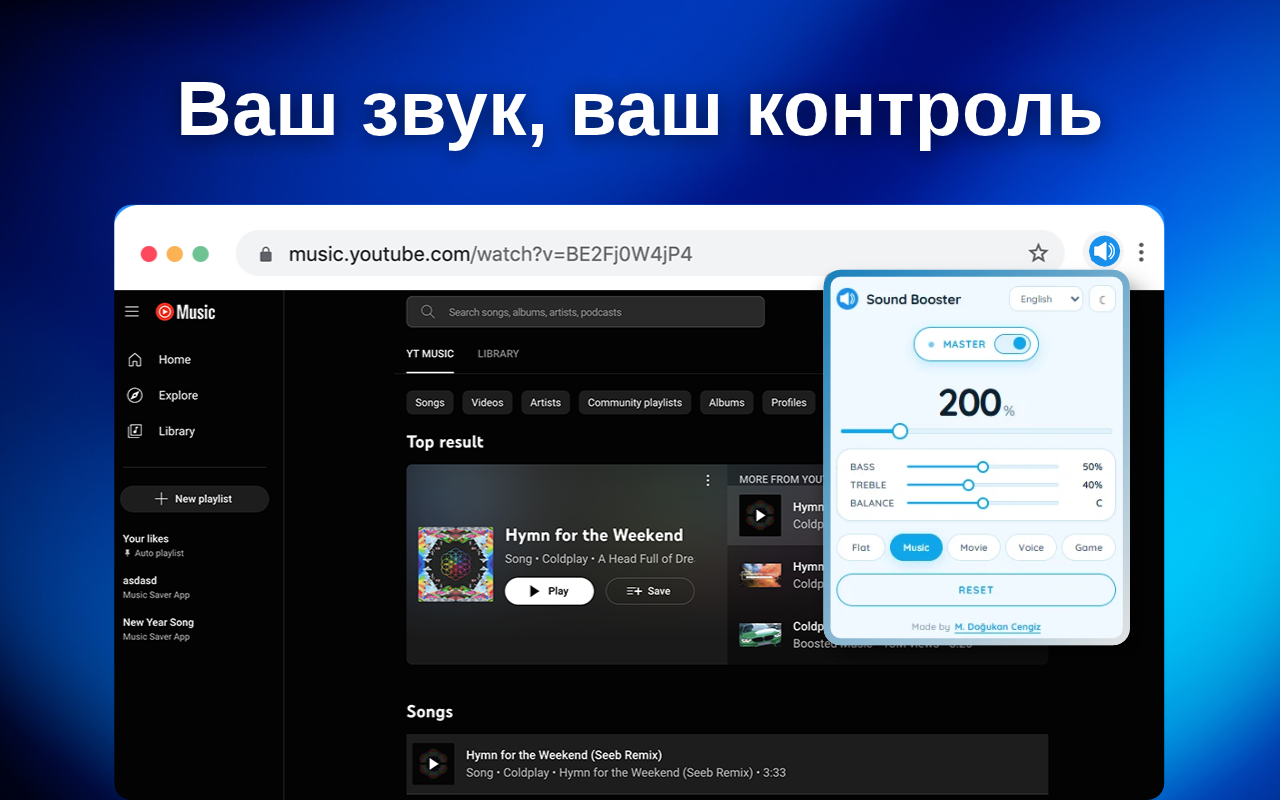 Ваш звук, ваш контроль
music.youtube.com/watch?v=BE2Fj0W4jP4
Music
Search songs, albums, artists, podcasts
YT MUSIC LIBRARY
Home
Explore
Library
New playlist
Your likes
Auto playlist
asdasd
Music Saver App
New Year Song
Music Saver App
Songs Videos Artists Community playlists Albums Profiles
Top result
Hymn for the Weekend
Song • Coldplay • A Head Full of Dre
Play Save
MORE FROM YOU
Hymn
Coldp
Hymn
Coldp
Coldp
Songs
Hymn for the Weekend (Seeb Remix)
Song • Coldplay • Hymn for the Weekend (Seeb Remix) • 3:33
Sound Booster English
MASTER
200%
BASS 50%
TREBLE 40%
BALANCE C
Flat Music Movie Voice Game
RESET
Made by M. Doğukan Cengiz